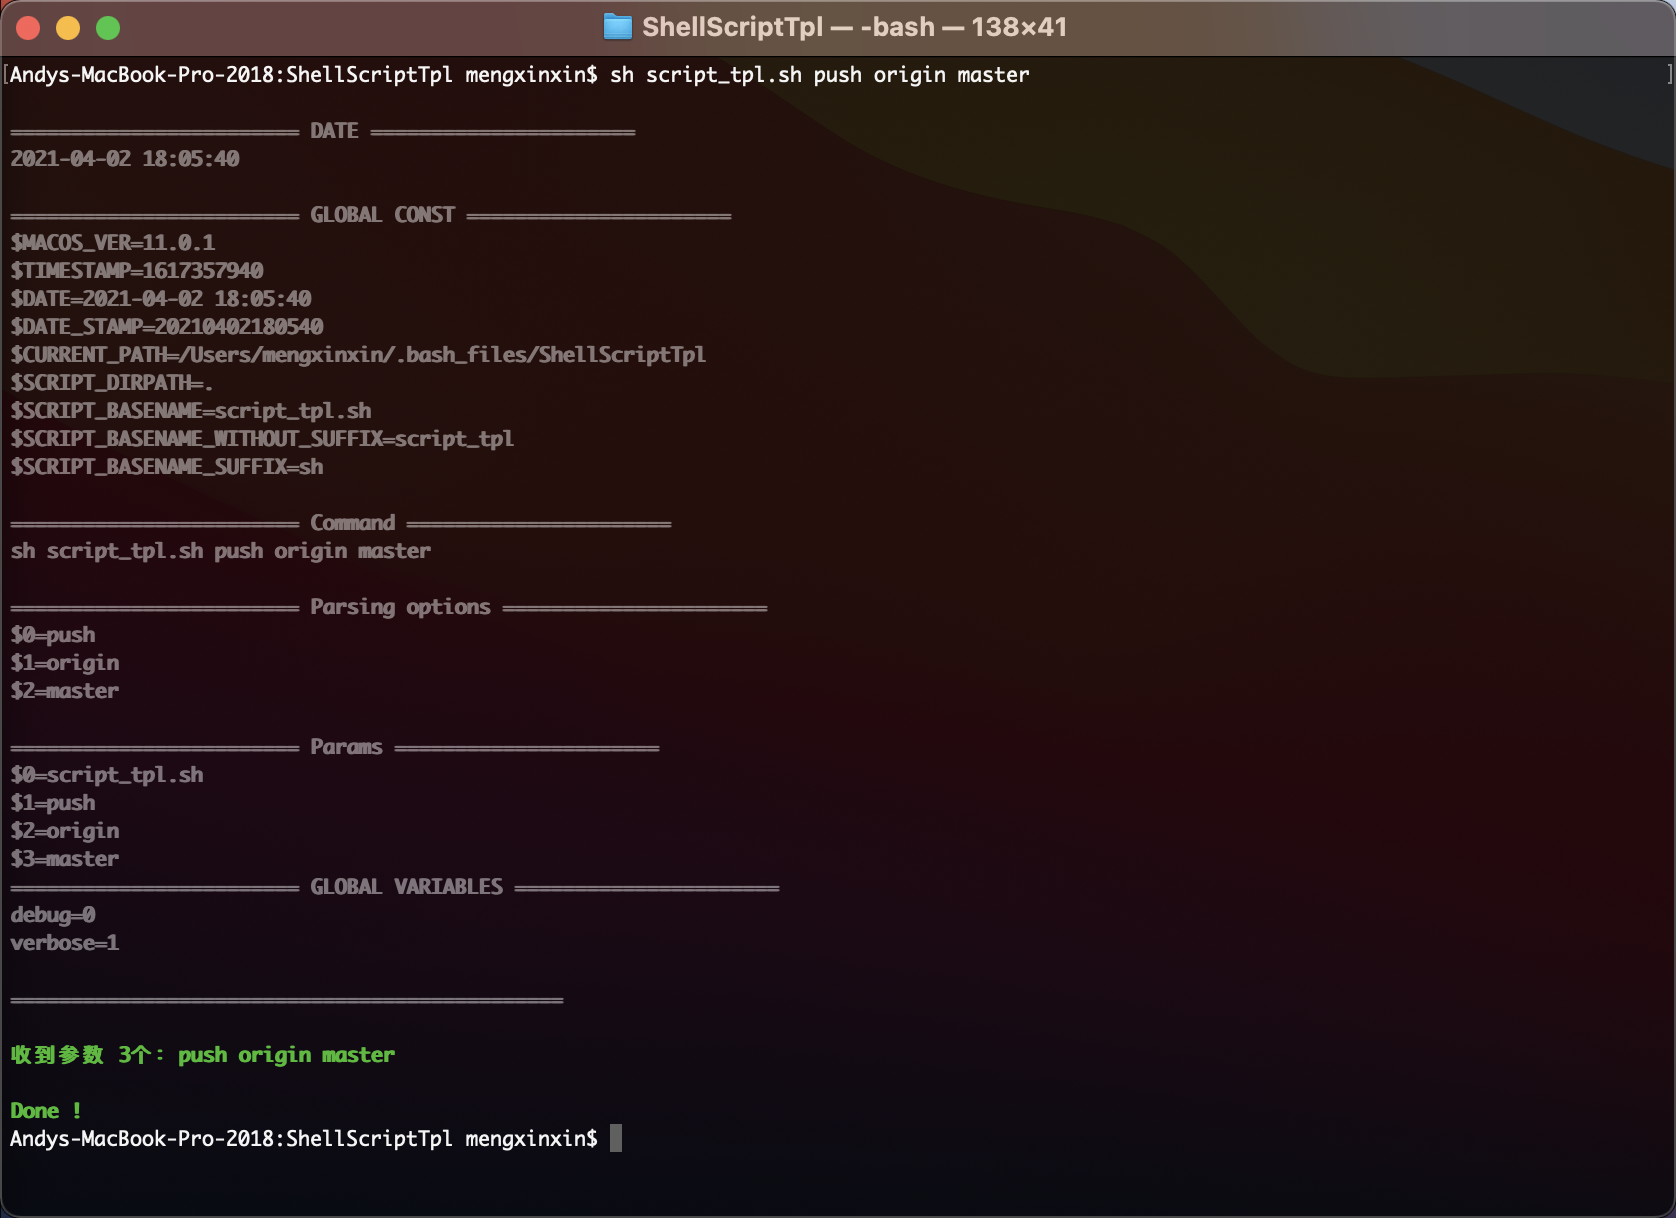 ShellScriptTpl — -bash — 138×41
[Andys-MacBook-Pro-2018:ShellScriptTpl mengxinxin$ sh script_tpl.sh push origin master ]
======================== DATE ======================
2021-04-02 18:05:40
======================== GLOBAL CONST ======================
$MACOS_VER=11.0.1
$TIMESTAMP=1617357940
$DATE=2021-04-02 18:05:40
$DATE_STAMP=20210402180540
$CURRENT_PATH=/Users/mengxinxin/.bash_files/ShellScriptTpl
$SCRIPT_DIRPATH=.
$SCRIPT_BASENAME=script_tpl.sh
$SCRIPT_BASENAME_WITHOUT_SUFFIX=script_tpl
$SCRIPT_BASENAME_SUFFIX=sh
======================== Command ======================
sh script_tpl.sh push origin master
======================== Parsing options ======================
$0=push
$1=origin
$2=master
======================== Params ======================
$0=script_tpl.sh
$1=push
$2=origin
$3=master
======================== GLOBAL VARIABLES ======================
debug=0
verbose=1
==============================================
收到参数 3个: push origin master
Done !
Andys-MacBook-Pro-2018:ShellScriptTpl mengxinxin$